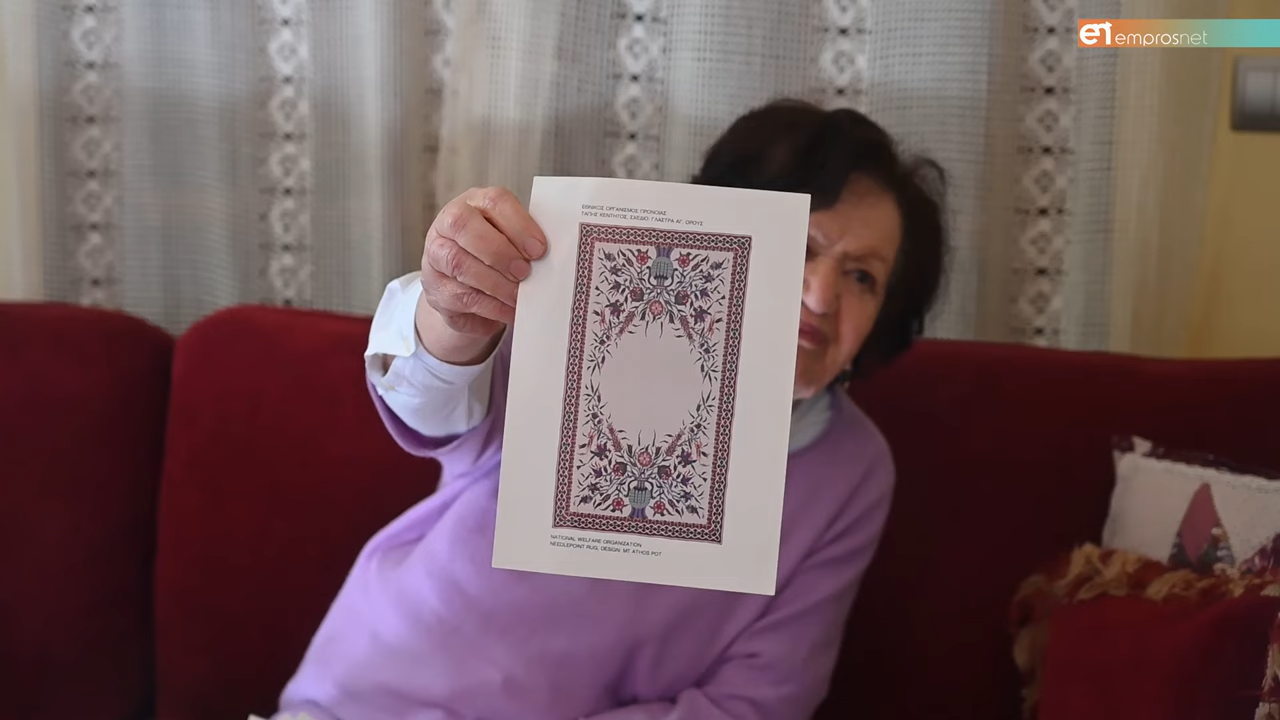 ΕΘΝΙΚΟΣ ΟΡΓΑΝΙΣΜΟΣ ΠΡΟΝΟΙΑΣ
ΤΑΠΗΣ ΚΕΝΤΗΤΟΣ, ΣΧΕΔΙΟ: ΓΛΑΣΤΡΑ ΑΓ. ΟΡΟΥΣ
NATIONAL WELFARE ORGANIZATION
NEEDLEPOINT RUG, DESIGN: MT ATHOS POT
en emprosnet